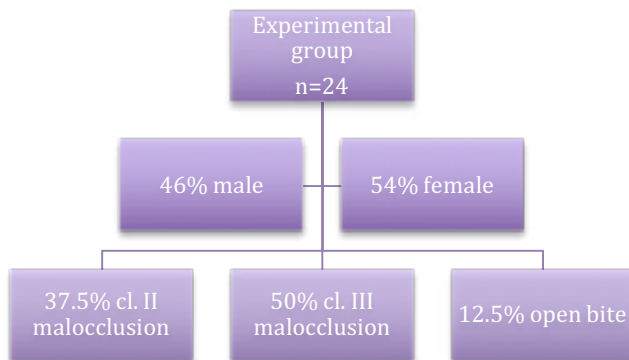 Experimental
group
n=24
46% male
54% female
37.5% cl. II
malocclusion
50% cl. III
malocclusion
12.5% open bite